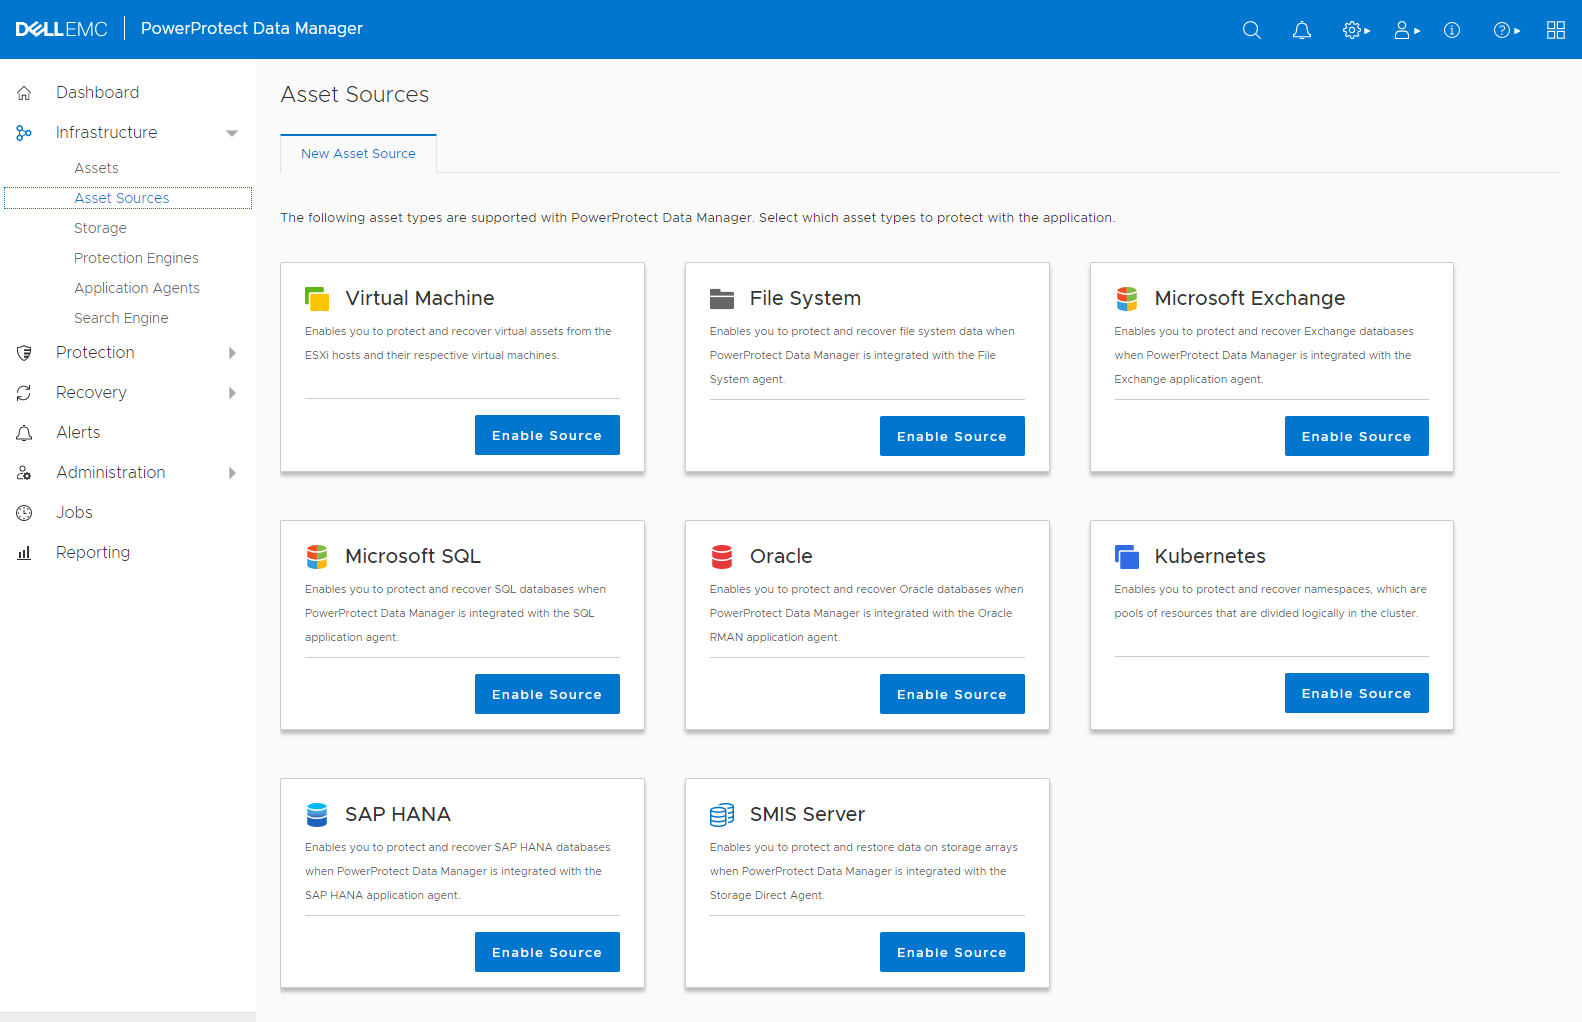 DELLEMC
PowerProtect Data Manager
Dashboard
Infrastructure
Assets
Asset Sources
Storage
Protection Engines
Application Agents
Search Engine
Protection
Recovery
Alerts
Administration
Jobs
Reporting
Asset Sources
New Asset Source
The following asset types are supported with PowerProtect Data Manager. Select which asset types to protect with the application.
Virtual Machine
Enables you to protect and recover virtual assets from the
ESXi hosts and their respective virtual machines.
Enable Source
File System
Enables you to protect and recover file system data when
PowerProtect Data Manager is integrated with the File
System agent.
Enable Source
Microsoft Exchange
Enables you to protect and recover Exchange databases
when PowerProtect Data Manager is integrated with the
Exchange application agent.
Enable Source
Microsoft SQL
Enables you to protect and recover SQL databases when
PowerProtect Data Manager is integrated with the SQL
application agent.
Enable Source
Oracle
Enables you to protect and recover Oracle databases when
PowerProtect Data Manager is integrated with the Oracle
RMAN application agent.
Enable Source
Kubernetes
Enables you to protect and recover namespaces, which are
pools of resources that are divided logically in the cluster.
Enable Source
SAP HANA
Enables you to protect and recover SAP HANA databases
when PowerProtect Data Manager is integrated with the
SAP HANA application agent.
Enable Source
SMIS Server
Enables you to protect and restore data on storage arrays
when PowerProtect Data Manager is integrated with the
Storage Direct Agent.
Enable Source